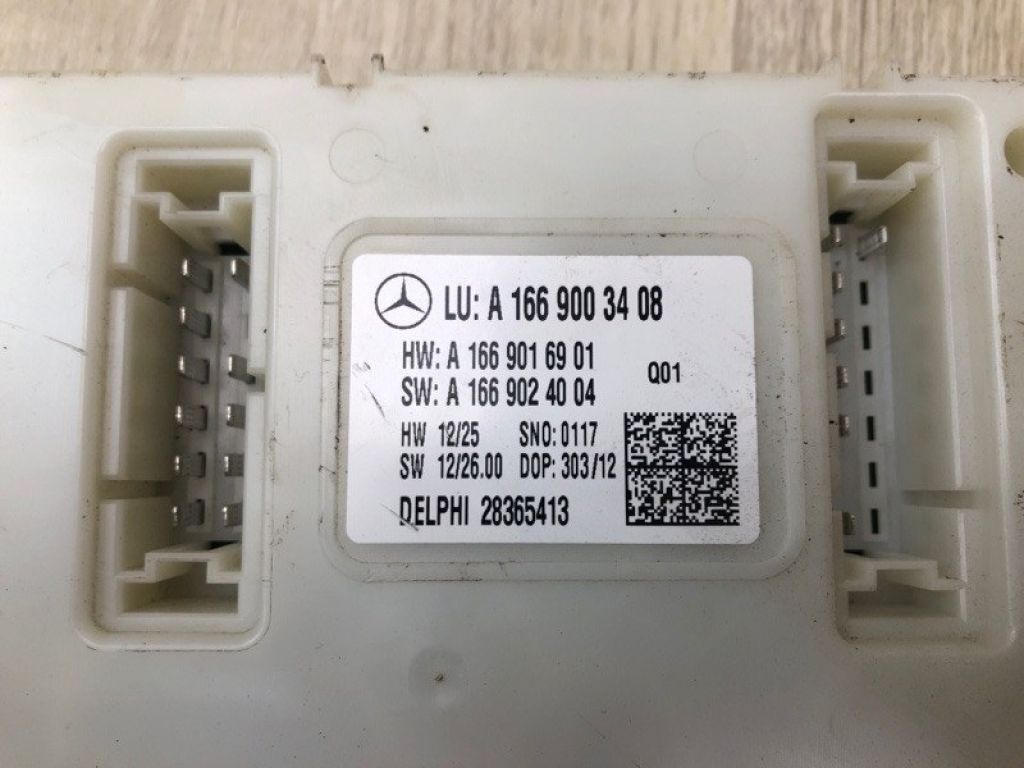 LU: A 166 900 34 08
HW: A 166 901 69 01
SW: A 166 902 40 04
Q01
HW 12/25 SNO: 0117
SW 12/26.00 DOP: 303/12
DELPHI 28365413